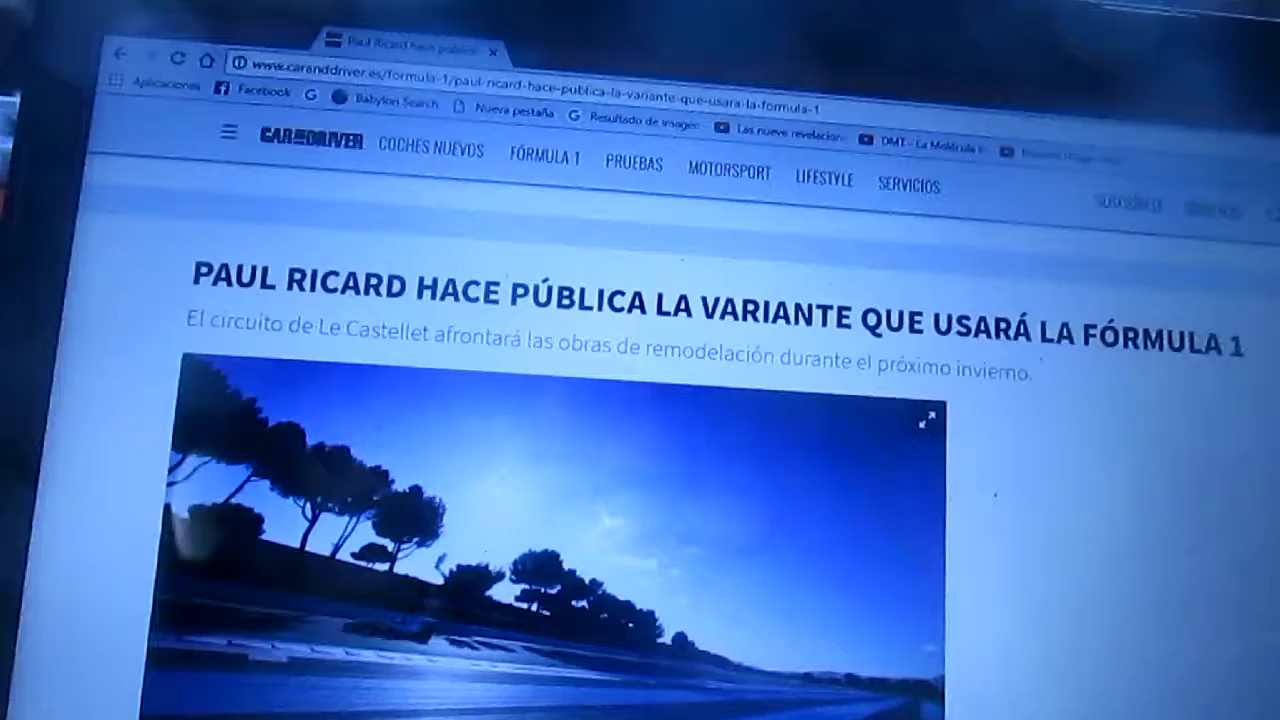 Paul Ricard hace público
www.caranddriver.es/formula-1/paul-ricard-hace-publica-la-variante-que-usara-la-formula-1
Aplicaciones Facebook Babylon Search Nueva pestaña Resultado de imagen Las nueve revelacion DMT - La Molécula
CAR AND DRIVER COCHES NUEVOS FÓRMULA 1 PRUEBAS MOTORSPORT LIFESTYLE SERVICIOS
PAUL RICARD HACE PÚBLICA LA VARIANTE QUE USARÁ LA FÓRMULA 1
El circuito de Le Castellet afrontará las obras de remodelación durante el próximo invierno.